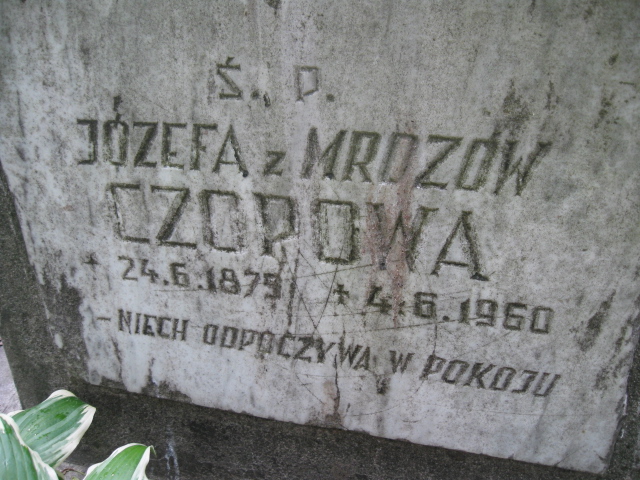 Ś. P.
JÓZEFA z MROZÓW
CZOPOWA
* 24.6.1879 ✝ 4.6.1960
– NIECH ODPOCZYWA W POKOJU